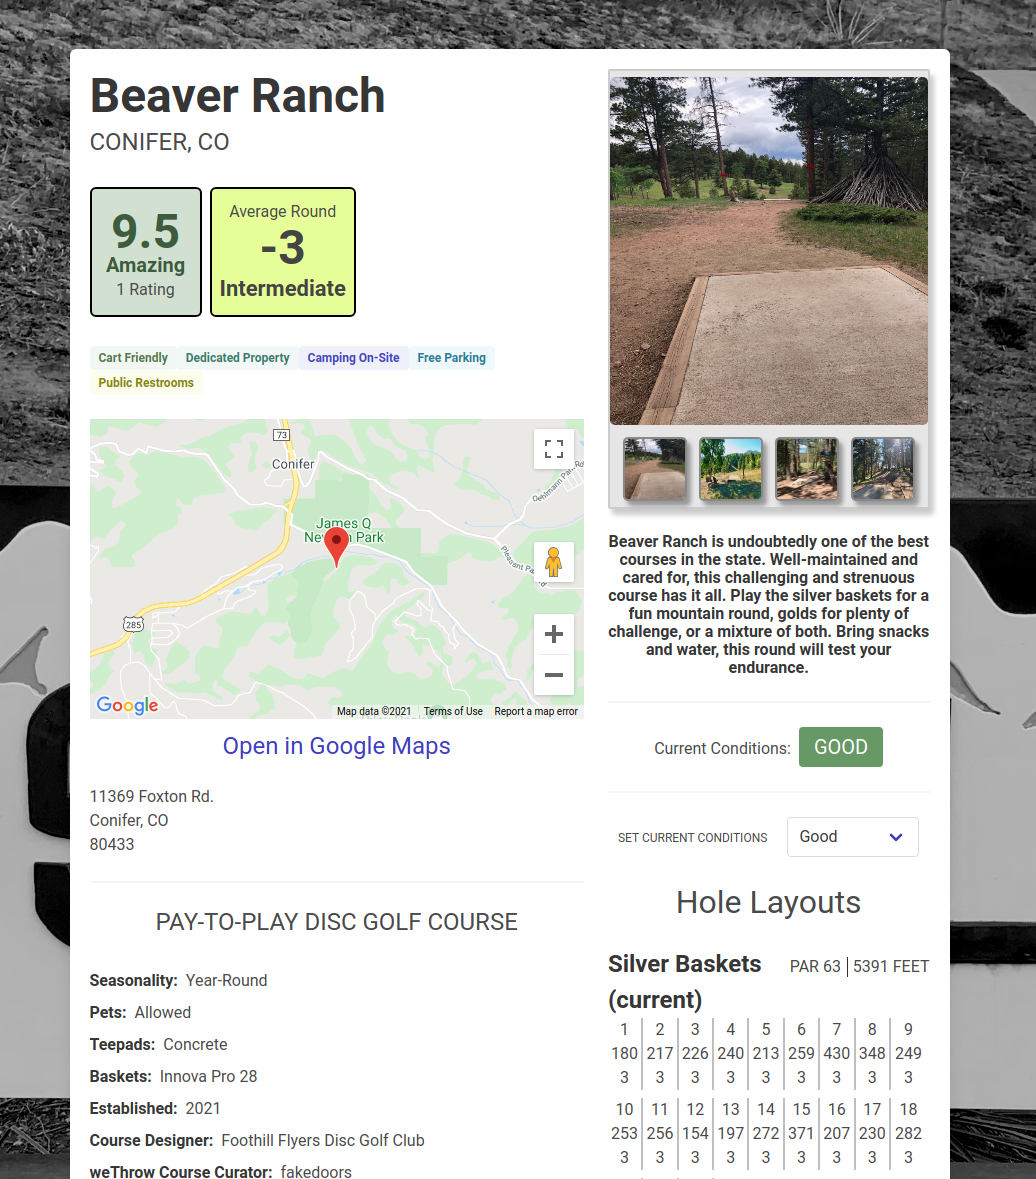 Beaver Ranch
CONIFER, CO
9.5
Amazing
1 Rating
Average Round
-3
Intermediate
Cart Friendly
Dedicated Property
Camping On-Site
Free Parking
Public Restrooms
73
Conifer
James Q
285
Google
Map data ©2021 Terms of Use Report a map error
Open in Google Maps
11369 Foxton Rd.
Conifer, CO
80433
PAY-TO-PLAY DISC GOLF COURSE
Seasonality: Year-Round
Pets: Allowed
Teepads: Concrete
Baskets: Innova Pro 28
Established: 2021
Course Designer: Foothill Flyers Disc Golf Club
weThrow Course Curator: fakedoors
Beaver Ranch is undoubtedly one of the best
courses in the state. Well-maintained and
cared for, this challenging and strenuous
course has it all. Play the silver baskets for a
fun mountain round, golds for plenty of
challenge, or a mixture of both. Bring snacks
and water, this round will test your
endurance.
Current Conditions: GOOD
SET CURRENT CONDITIONS Good
Hole Layouts
Silver Baskets PAR 63 | 5391 FEET
(current)
1 2 3 4 5 6 7 8 9
180 217 226 240 213 259 430 348 249
3 3 3 3 3 3 3 3 3
10 11 12 13 14 15 16 17 18
253 256 154 197 272 371 207 230 282
3 3 3 3 3 3 3 3 3